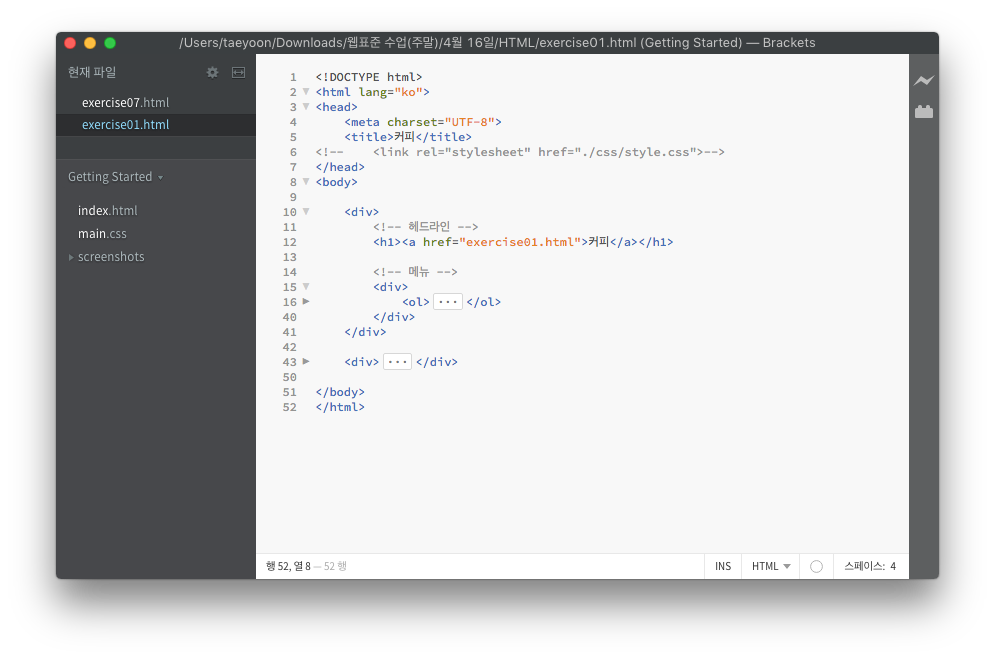 /Users/taeyoon/Downloads/웹표준 수업(주말)/4월 16일/HTML/exercise01.html (Getting Started) — Brackets
현재 파일
exercise07.html
exercise01.html
Getting Started
index.html
main.css
screenshots
1 <!DOCTYPE html>
2 <html lang="ko">
3 <head>
4 <meta charset="UTF-8">
5 <title>커피</title>
6 <!-- <link rel="stylesheet" href="./css/style.css">-->
7 </head>
8 <body>
9
10 <div>
11 <!-- 헤드라인 -->
12 <h1><a href="exercise01.html">커피</a></h1>
13
14 <!-- 메뉴 -->
15 <div>
16 <ol>...</ol>
40 </div>
41 </div>
42
43 <div>...</div>
50
51 </body>
52 </html>
행 52, 열 8 — 52 행 INS HTML 스페이스: 4